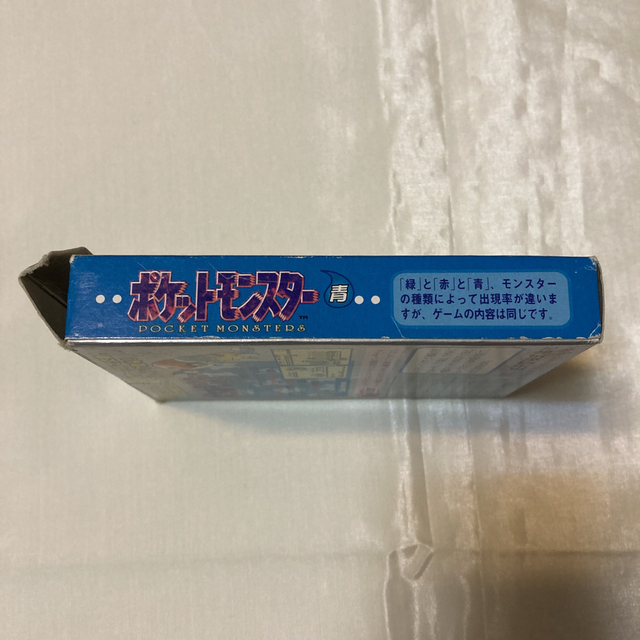 ポケットモンスター 青
TM
POCKET MONSTERS
「緑」と「赤」と「青」、モンスター
の種類によって出現率が違いま
すが、ゲームの内容は同じです。